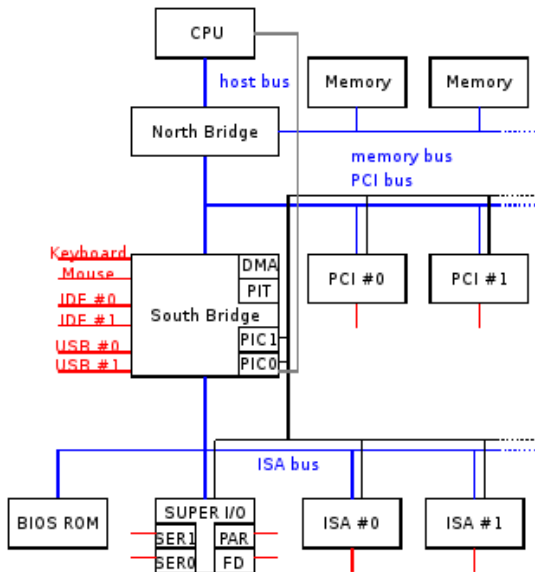 CPU
host bus
Memory
Memory
North Bridge
memory bus
PCI bus
Keyboard
Mouse
IDE #0
IDE #1
USB #0
USB #1
South Bridge
DMA
PIT
PIC1
PIC0
PCI #0
PCI #1
ISA bus
BIOS ROM
SUPER I/O
SER1
PAR
SER0
FD
ISA #0
ISA #1